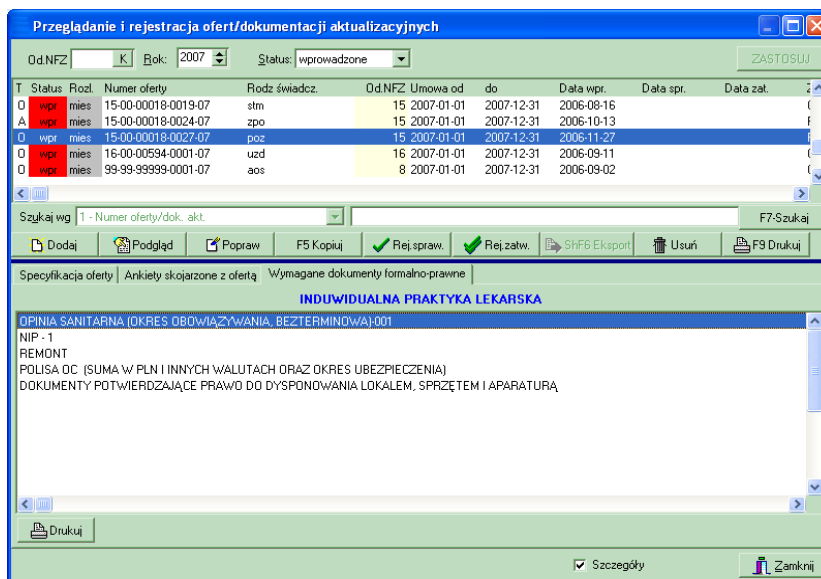 Przeglądanie i rejestracja ofert/dokumentacji aktualizacyjnych
Od.NFZ K Rok: 2007 Status: wprowadzone ZASTOSUJ
T Status Rozl. Numer oferty Rodz świadcz. Od.NFZ Umowa od do Data wpr. Data spr. Data zat.
O wpr mies 15-00-00018-0019-07 stm 15 2007-01-01 2007-12-31 2006-08-16
A wpr mies 15-00-00018-0024-07 zpo 15 2007-01-01 2007-12-31 2006-10-13
O wpr mies 15-00-00018-0027-07 poz 15 2007-01-01 2007-12-31 2006-11-27
O wpr mies 16-00-00594-0001-07 uzd 16 2007-01-01 2007-12-31 2006-09-11
O wpr mies 99-99-99999-0001-07 aos 8 2007-01-01 2007-12-31 2006-09-02
Szukaj wg 1 - Numer oferty/dok. akt. F7-Szukaj
Dodaj Podgląd Popraw F5 Kopiuj Rej.spraw. Rej.zatw. ShF6 Eksport Usuń F9 Drukuj
Specyfikacja oferty Ankiety skojarzone z ofertą Wymagane dokumenty formalno-prawne
INDUWIDUALNA PRAKTYKA LEKARSKA
OPINIA SANITARNA (OKRES OBOWIĄZYWANIA, BEZTERMINOWA)-001
NIP - 1
REMONT
POLISA OC (SUMA W PLN I INNYCH WALUTACH ORAZ OKRES UBEZPIECZENIA)
DOKUMENTY POTWIERDZAJĄCE PRAWO DO DYSPONOWANIA LOKALEM, SPRZĘTEM I APARATURĄ
Drukuj
Szczegóły Zamknij